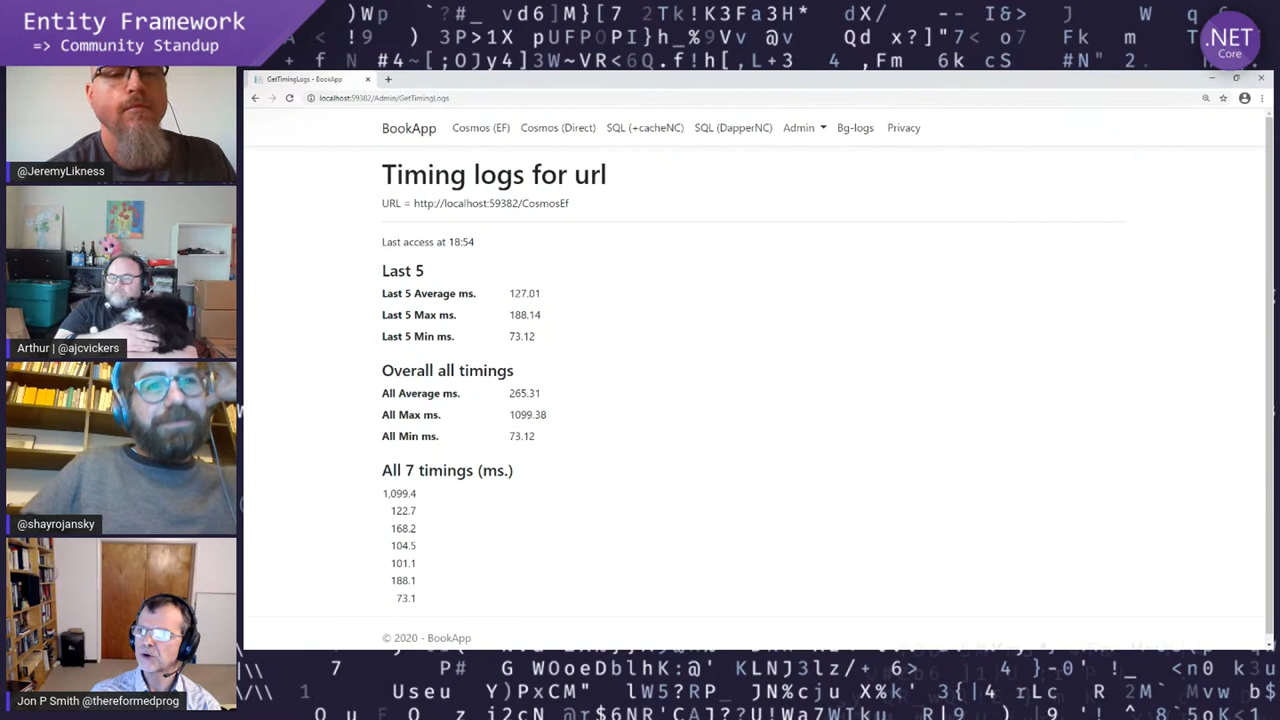 Entity Framework
=> Community Standup
.NET
Core
@JeremyLikness
Arthur | @ajcvickers
@shayrojansky
Jon P Smith @thereformedprog
GetTimingLogs - BookApp
localhost:59382/Admin/GetTimingLogs
BookApp Cosmos (EF) Cosmos (Direct) SQL (+cacheNC) SQL (DapperNC) Admin Bg-logs Privacy
Timing logs for url
URL = http://localhost:59382/CosmosEf
Last access at 18:54
Last 5
Last 5 Average ms. 127.01
Last 5 Max ms. 188.14
Last 5 Min ms. 73.12
Overall all timings
All Average ms. 265.31
All Max ms. 1099.38
All Min ms. 73.12
All 7 timings (ms.)
1,099.4
122.7
168.2
104.5
101.1
188.1
73.1
© 2020 - BookApp